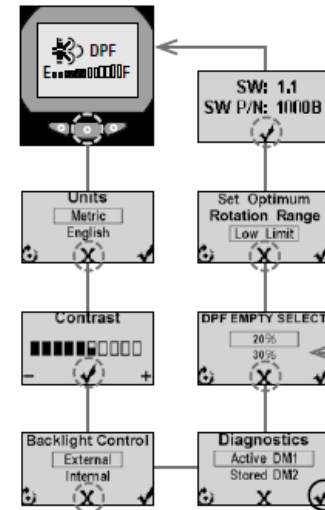 DPF
E F
SW: 1.1
SW P/N: 1000B
Units
Metric
English
Set Optimum
Rotation Range
Low Limit
Contrast
- +
DPF EMPTY SELECT
20%
30%
Backlight Control
External
Internal
Diagnostics
Active DM1
Stored DM2